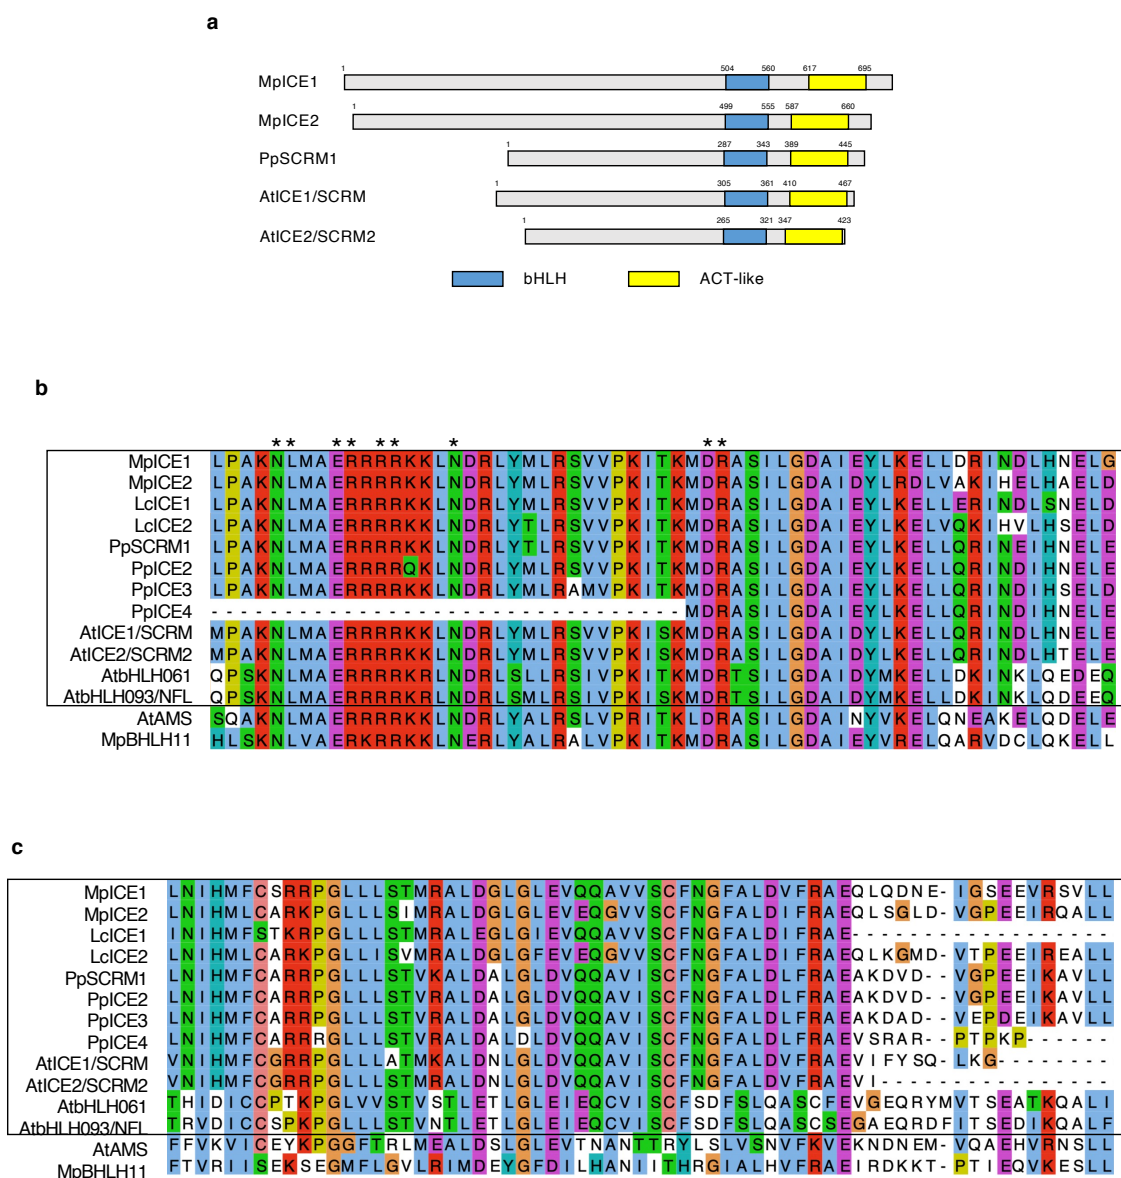 a
MpICE1 1 504 560 617 695
MpICE2 1 499 555 587 660
PpSCRM1 1 287 343 389 445
AtICE1/SCRM 1 305 361 410 467
AtICE2/SCRM2 1 265 321 347 423
bHLH ACT-like
b
** ** ** * **
MpICE1 LPAKNLMAERRRRKKLNDRLYMLRSVVPKITKMDRASILGDAIEYLKELLDRINDLHNELG
MpICE2 LPAKNLMAERRRRKKLNDRLYMLRSVVPKITKMDRASILGDAIDYLRDLVAKIHELHAELD
LcICE1 LPAKNLMAERRRRKKLNDRLYMLRSVVPKITKMDRASILGDAIEYLKELLERINDLSNELD
LcICE2 LPAKNLMAERRRRKKLNDRLYTLRSVVPKITKMDRASILGDAIEYLKELVQKIHVLHSELD
PpSCRM1 LPAKNLMAERRRRKKLNDRLYTLRSVVPKITKMDRASILGDAIEYLKELLQRINEIHNELE
PpICE2 LPAKNLMAERRRRQKLNDRLYMLRSVVPKITKMDRASILGDAIEYLKELLQRINDIHNELE
PpICE3 LPAKNLMAERRRRKKLNDRLYMLRAMVPKITKMDRASILGDAIEYLKELLQRINDIHSELD
PpICE4 --------------------------------MDRASILGDAIEYLKELLQRINDIHNELE
AtICE1/SCRM MPAKNLMAERRRRKKLNDRLYMLRSVVPKISKMDRASILGDAIDYLKELLQRINDLHNELE
AtICE2/SCRM2 MPAKNLMAERRRRKKLNDRLYMLRSVVPKISKMDRASILGDAIDYLKELLQRINDLHTELE
AtbHLH061 QPSKNLMAERRRRKRLNDRLSLLRSIVPKITKMDRTSILGDAIDYMKELLDKINKLQEDEQ
AtbHLH093/NFL QPSKNLMAERRRRKRLNDRLSMLRSIVPKISKMDRTSILGDAIDYMKELLDKINKLQDEEQ
AtAMS SQAKNLMAERRRRKKLNDRLYALRSLVPRITKLDRASILGDAINYVKELQNEAKELQDELE
MpBHLH11 HLSKNLVAERKRRKKLNERLYALRALVPKITKMDRASILGDAIEYVRELQARVDCLQKELL
c
MpICE1 LNIHMFCSRRPGLLLSTMRALDGLGLEVQQAVVSCFNGFALDVFRAEQLQDNE-IGSEEVRSVLL
MpICE2 LNIHMLCARKPGLLLSIMRALDGLGLEVEQGVVSCFNGFALDIFRAEQLSGLD-VGPEEIRQALL
LcICE1 INIHMFSTKRPGLLLSTMRALEGLGIEVQQAVVSCFNGFALDIFRAE------------------
LcICE2 LNIHMLCARKPGLLISVMRALDGLGFEVEQGVVSCFNGFALDIFRAEQLKGMD-VTPEEIREALL
PpSCRM1 LNIHMFCARRPGLLLSTVKALDALGLDVQQAVISCFNGFALDLFRAEAKDVD--VGPEEIKAVLL
PpICE2 LNIHMFCARRPGLLLSTVRALDALGLDVQQAVISCFNGFALDLFRAEAKDVD--VGPEEIKAVLL
PpICE3 LNIHMFCARRPGLLLSTVRALDALGLDVQQAVISCFNGFALDLFRAEAKDAD--VEPDEIKAVLL
PpICE4 LNIHMFCARRRGLLLSTVRALDALDLDVQQAVISCFNGFALDVFRAEVSRAR--PTPKP------
AtICE1/SCRM VNIHMFCGRRPGLLLATMKALDNLGLDVQQAVISCFNGFALDVFRAEVIFYSQ-LKG--------
AtICE2/SCRM2 VNIHMFCGRRPGLLLSTMRALDNLGLDVQQAVISCFNGFALDVFRAEVI----------------
AtbHLH061 THIDICCPTKPGLVVSTVSTLETLGLEIEQCVISCFSDFSLQASCFEVGEQRYMVTSEATKQALI
AtbHLH093/NFL TRVDICCSPKPGLLLSTVNTLETLGLEIEQCVISCFSDFSLQASCSEGAEQRDFITSEDIKQALF
AtAMS FFVKVICEYKPGGFTRLMEALDSLGLEVTNANTTRYLSLVSNVFKVEKNDNEM-VQAEHVRNSLL
MpBHLH11 FTVRIISEKSEGMFLGVLRIMDEYGFDILHANIITHRGIALHVFRAEIRDKKT-PTIEQVKESLL